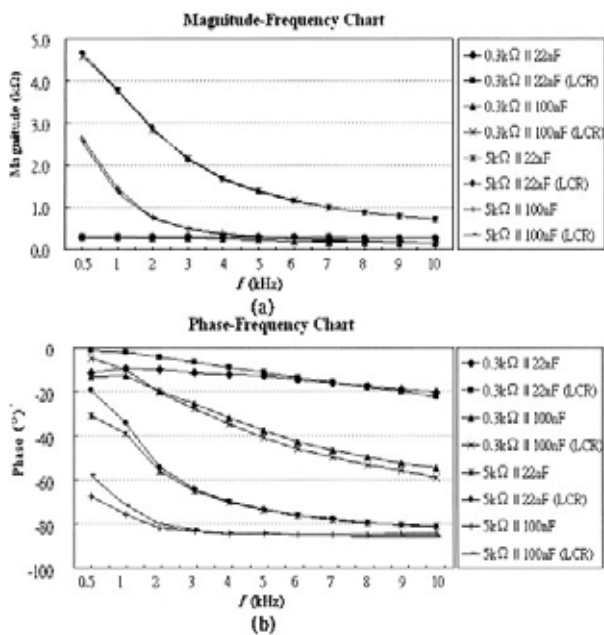 Magnitude-Frequency Chart
Magnitude (kΩ)
5.0
4.0
3.0
2.0
1.0
0.0
0.5 1 2 3 4 5 6 7 8 9 10
f (kHz)
(a)
0.3kΩ || 22nF
0.3kΩ || 22nF (LCR)
0.3kΩ || 100nF
0.3kΩ || 100nF (LCR)
5kΩ || 22nF
5kΩ || 22nF (LCR)
5kΩ || 100nF
5kΩ || 100nF (LCR)
Phase-Frequency Chart
Phase (°)
0
-20
-40
-60
-80
-100
0.5 1 2 3 4 5 6 7 8 9 10
f (kHz)
(b)
0.3kΩ || 22nF
0.3kΩ || 22nF (LCR)
0.3kΩ || 100nF
0.3kΩ || 100nF (LCR)
5kΩ || 22nF
5kΩ || 22nF (LCR)
5kΩ || 100nF
5kΩ || 100nF (LCR)